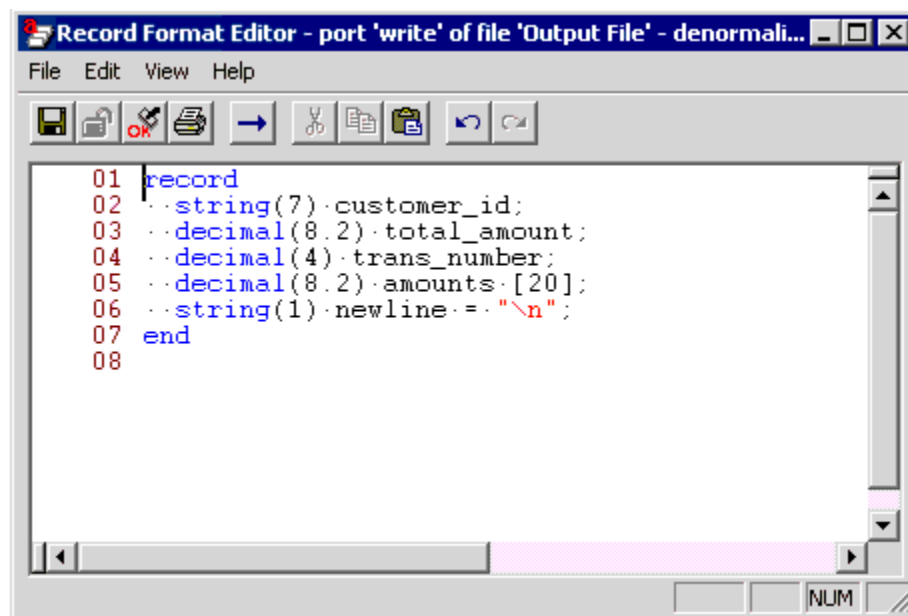 Record Format Editor - port 'write' of file 'Output File' - denormali...
File Edit View Help
OK
01 record
02 ··string(7)·customer_id;
03 ··decimal(8.2)·total_amount;
04 ··decimal(4)·trans_number;
05 ··decimal(8.2)·amounts·[20];
06 ··string(1)·newline·=·"\n";
07 end
08
NUM